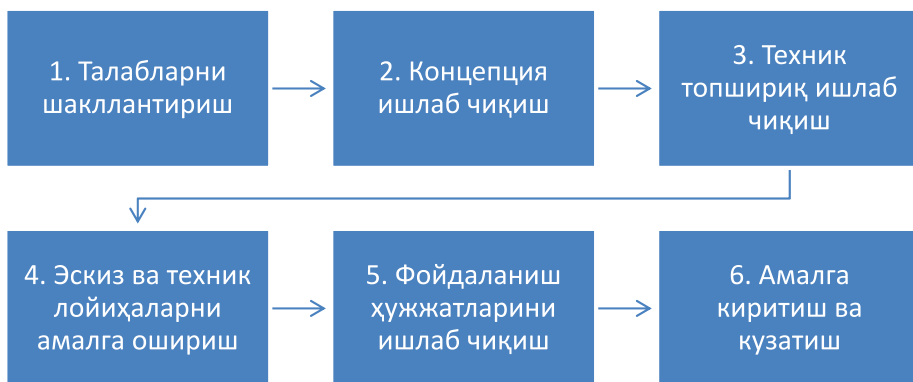 1. Талабларни
шакллантириш
2. Концепция
ишлаб чиқиш
3. Техник
топшириқ ишлаб
чиқиш
4. Эскиз ва техник
лойиҳаларни
амалга ошириш
5. Фойдаланиш
ҳужжатларини
ишлаб чиқиш
6. Амалга
киритиш ва
кузатиш